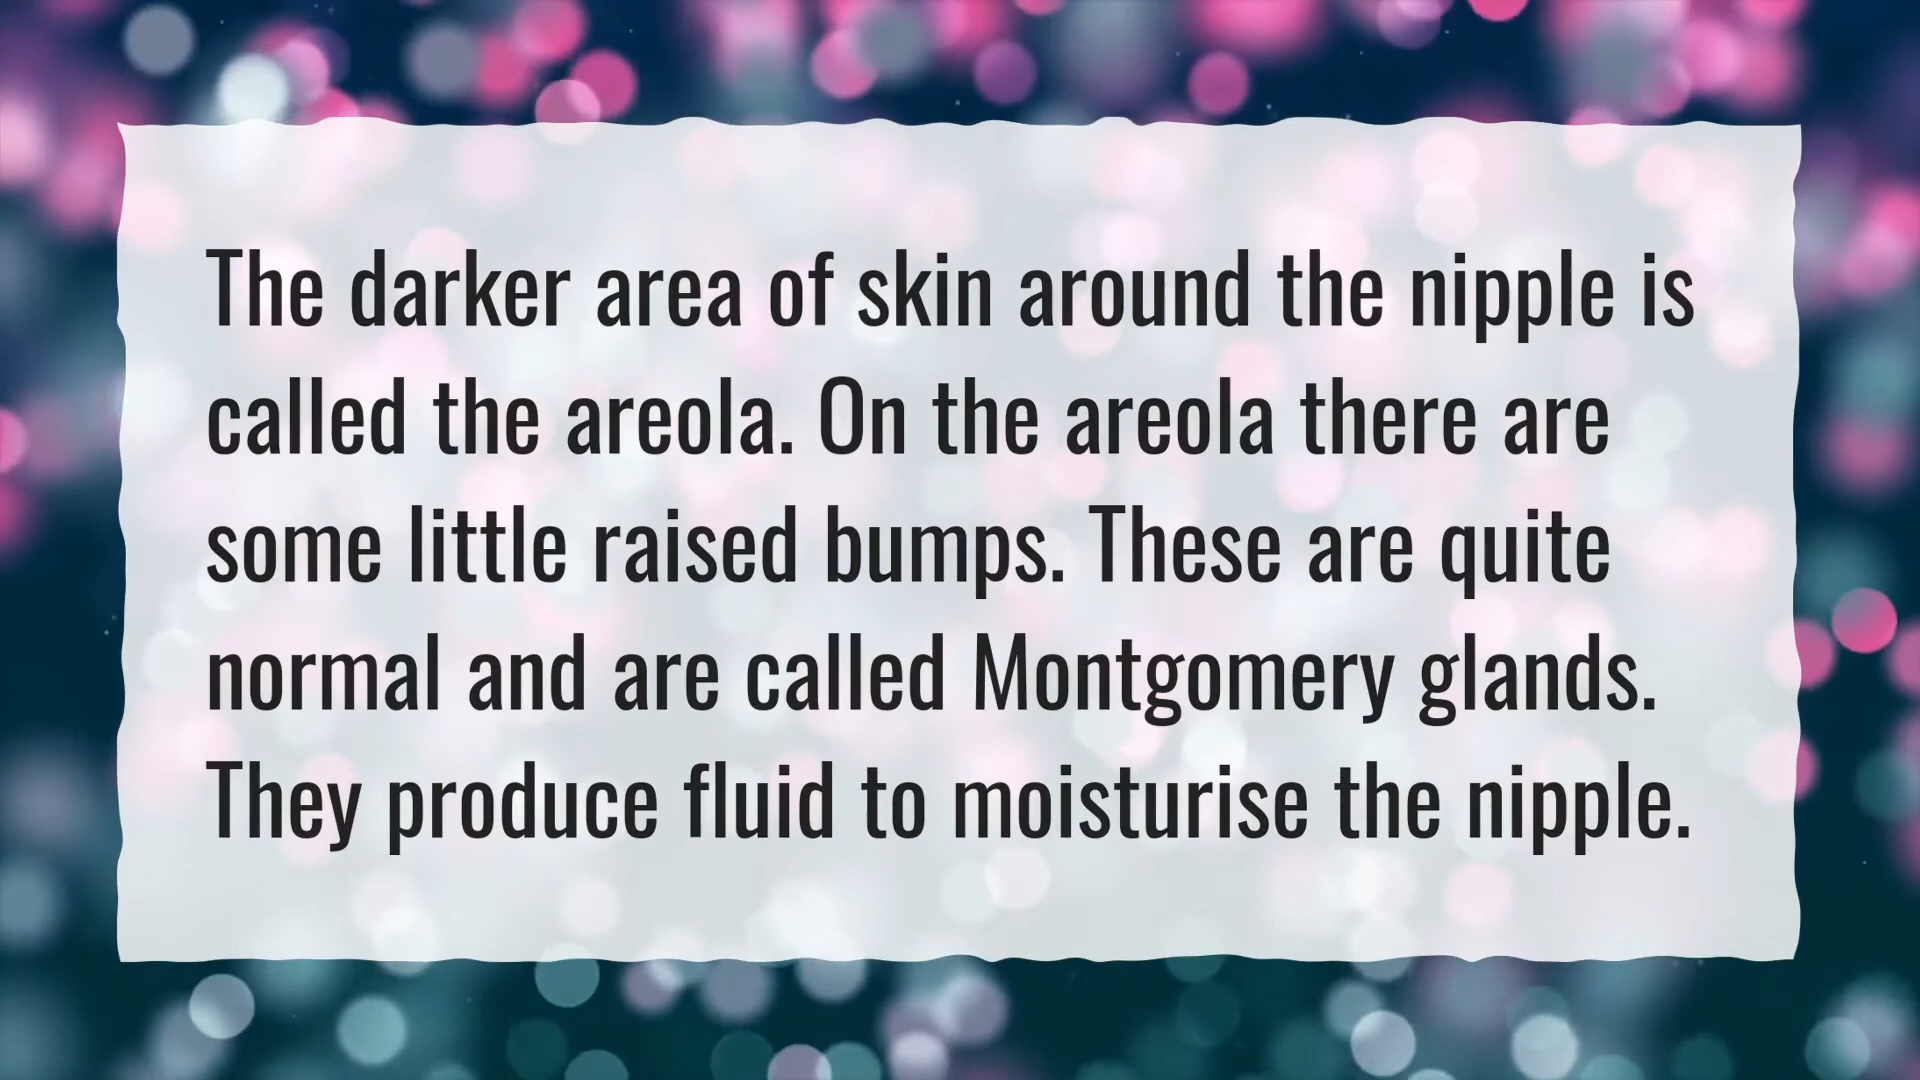 The darker area of skin around the nipple is
called the areola. On the areola there are
some little raised bumps. These are quite
normal and are called Montgomery glands.
They produce fluid to moisturise the nipple.